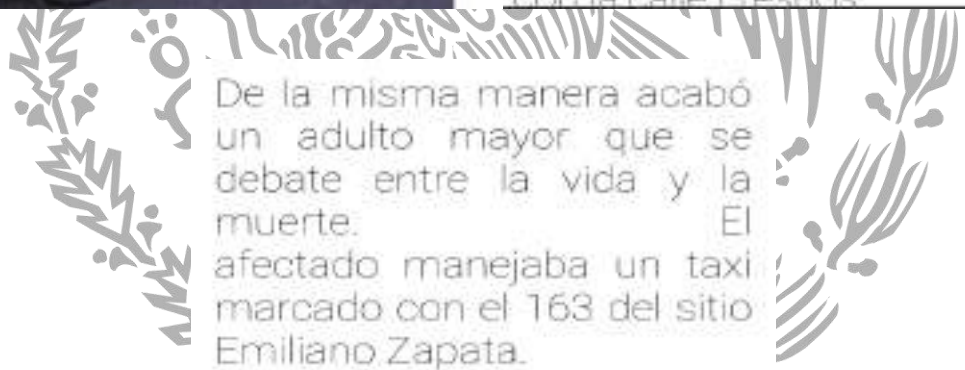 De la misma manera acabó
un adulto mayor que se
debate entre la vida y la
muerte. El
afectado manejaba un taxi
marcado con el 163 del sitio
Emiliano Zapata.